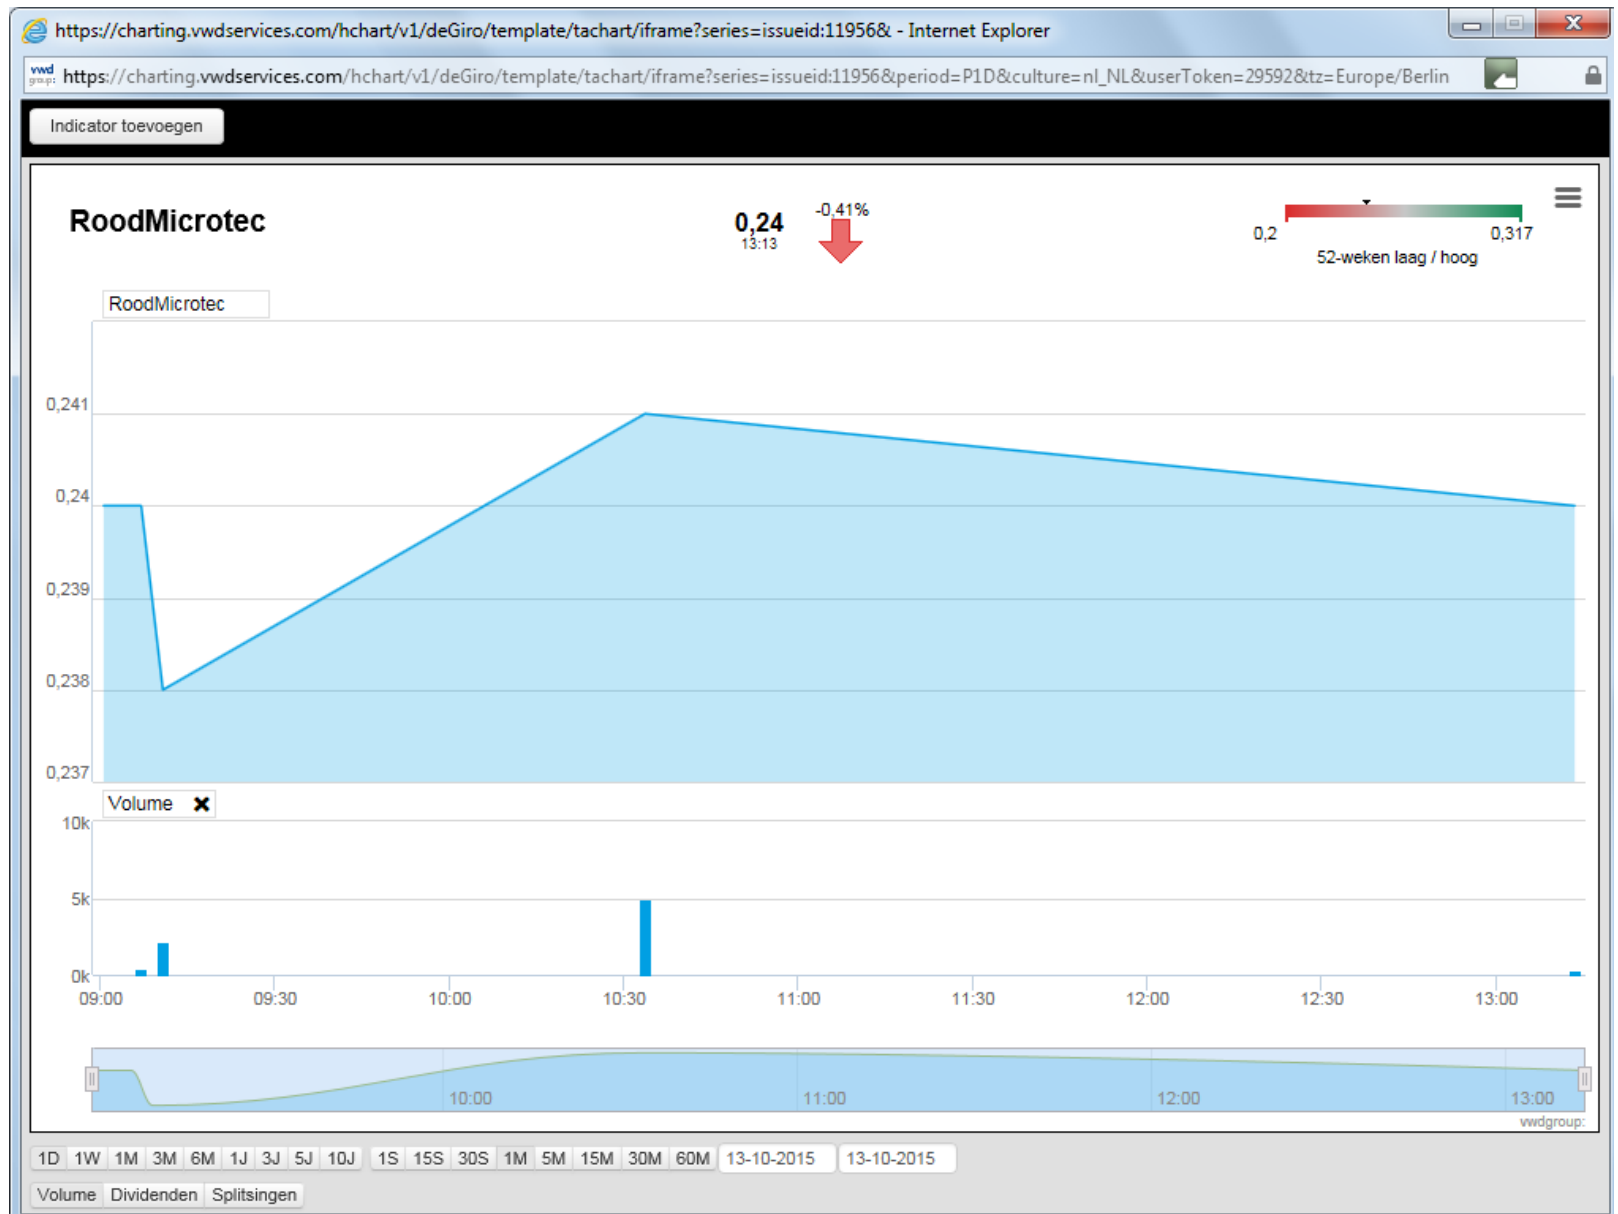 https://charting.vwdservices.com/hchart/v1/deGiro/template/tachart/iframe?series=issueid:11956& - Internet Explorer
vwd group: https://charting.vwdservices.com/hchart/v1/deGiro/template/tachart/iframe?series=issueid:11956&period=P1D&culture=nl_NL&userToken=29592&tz=Europe/Berlin
Indicator toevoegen
RoodMicrotec
0,24
13:13
-0,41%
0,2
0,317
52-weken laag / hoog
RoodMicrotec
0,241
0,24
0,239
0,238
0,237
Volume
10k
5k
0k
09:00 09:30 10:00 10:30 11:00 11:30 12:00 12:30 13:00
10:00 11:00 12:00 13:00
vwdgroup:
1D 1W 1M 3M 6M 1J 3J 5J 10J 1S 15S 30S 1M 5M 15M 30M 60M 13-10-2015 13-10-2015
Volume Dividenden Splitsingen